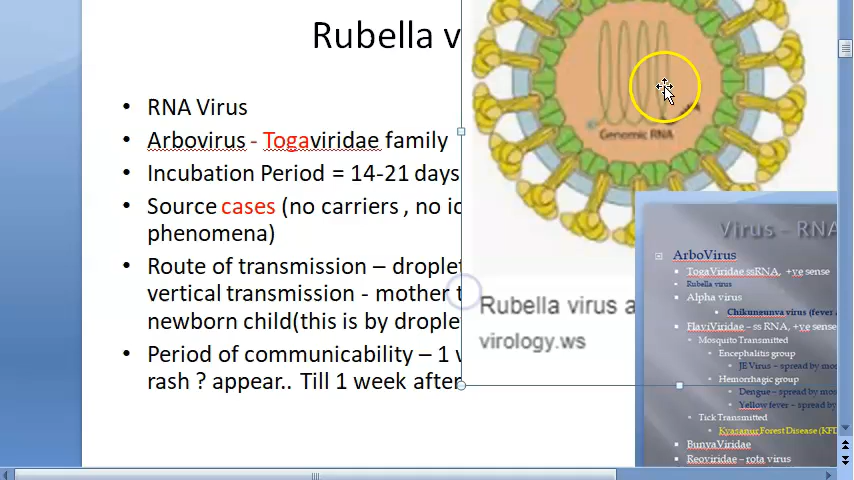 Rubella v
RNA Virus
Arbovirus - Togaviridae family
Incubation Period = 14-21 days
Source cases (no carriers , no ic
phenomena)
Route of transmission – droplet
vertical transmission - mother t
newborn child(this is by drople
Period of communicability – 1 w
rash ? appear.. Till 1 week after
Genomic RNA
Rubella virus a
virology.ws
Virus – RNA
ArboVirus
TogaViridae ssRNA, +ve sense
Rubella virus
Alpha virus
Chikungunya virus (fever
FlaviViridae – ss RNA, +ve sense
Mosquito Transmitted
Encephalitis group
JE Virus – spread by mos
Hemorrhagic group
Dengue – spread by mos
Yellow fever – spread by
Tick Transmitted
Kyasanur Forest Disease (KFD
BunyaViridae
Reoviridae – rota virus